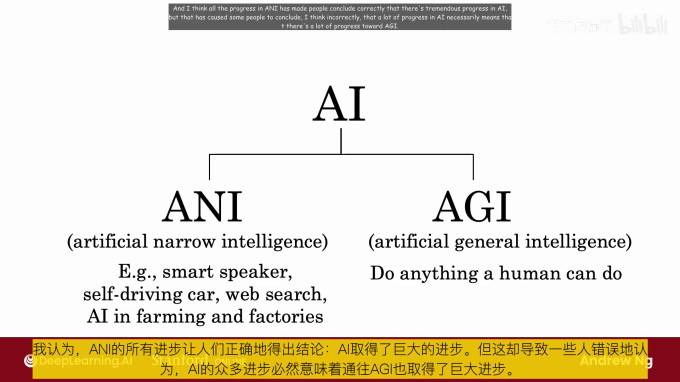 And I think all the progress in ANI has made people conclude correctly that there's tremendous progress in AI,
but that has caused some people to conclude, I think incorrectly, that a lot of progress in AI necessarily means tha
t there's a lot of progress toward AGI.
bilibili
AI
ANI
AGI
(artificial narrow intelligence)
(artificial general intelligence)
E.g., smart speaker,
self-driving car, web search,
AI in farming and factories
Do anything a human can do
我认为，ANI的所有进步让人们正确地得出结论：AI取得了巨大的进步。但这却导致一些人错误地认
为，AI的众多进步必然意味着通往AGI也取得了巨大进步。
DeepLearning.AI
Stanford
Andrew Ng